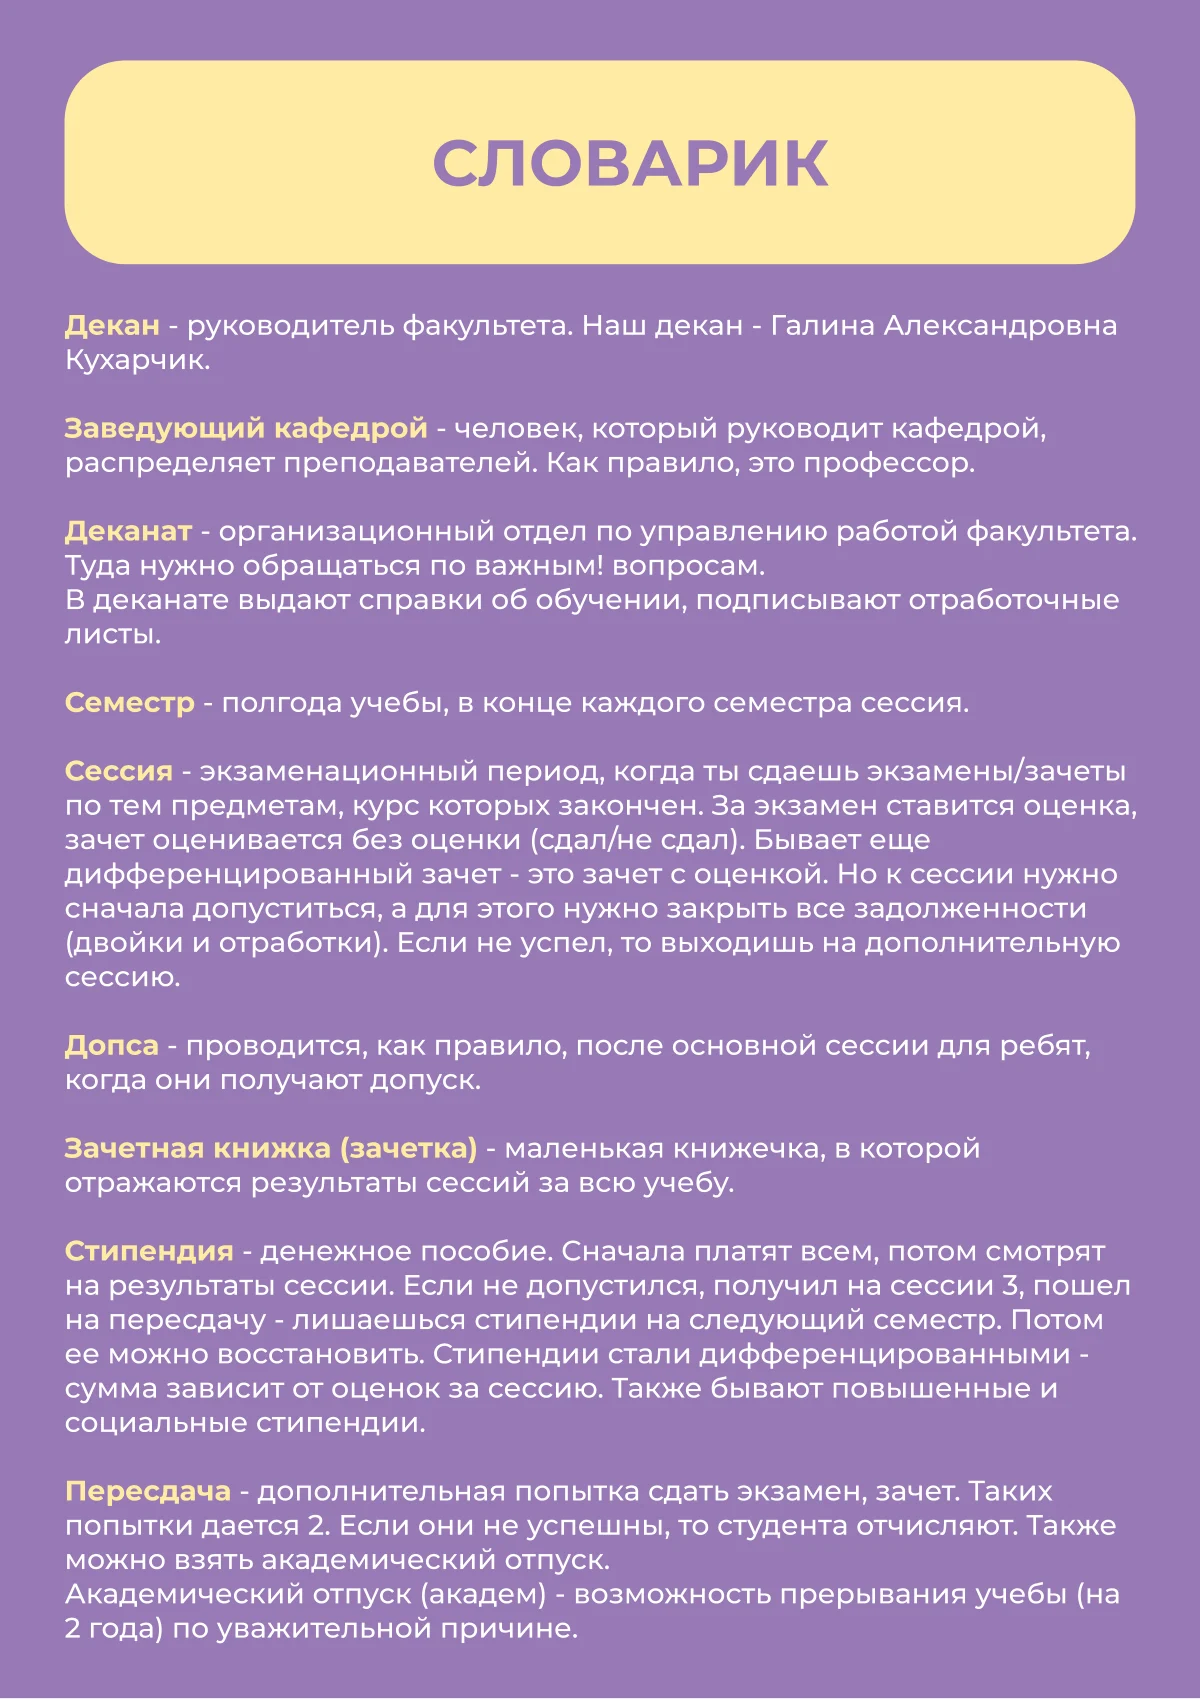 СЛОВАРИК
Декан - руководитель факультета. Наш декан - Галина Александровна
Кухарчик.
Заведующий кафедрой - человек, который руководит кафедрой,
распределяет преподавателей. Как правило, это профессор.
Деканат - организационный отдел по управлению работой факультета.
Туда нужно обращаться по важным! вопросам.
В деканате выдают справки об обучении, подписывают отработочные
листы.
Семестр - полгода учебы, в конце каждого семестра сессия.
Сессия - экзаменационный период, когда ты сдаешь экзамены/зачеты
по тем предметам, курс которых закончен. За экзамен ставится оценка,
зачет оценивается без оценки (сдал/не сдал). Бывает еще
дифференцированный зачет - это зачет с оценкой. Но к сессии нужно
сначала допуститься, а для этого нужно закрыть все задолженности
(двойки и отработки). Если не успел, то выходишь на дополнительную
сессию.
Допса - проводится, как правило, после основной сессии для ребят,
когда они получают допуск.
Зачетная книжка (зачетка) - маленькая книжечка, в которой
отражаются результаты сессий за всю учебу.
Стипендия - денежное пособие. Сначала платят всем, потом смотрят
на результаты сессии. Если не допустился, получил на сессии 3, пошел
на пересдачу - лишаешься стипендии на следующий семестр. Потом
ее можно восстановить. Стипендии стали дифференцированными -
сумма зависит от оценок за сессию. Также бывают повышенные и
социальные стипендии.
Пересдача - дополнительная попытка сдать экзамен, зачет. Таких
попытки дается 2. Если они не успешны, то студента отчисляют. Также
можно взять академический отпуск.
Академический отпуск (академ) - возможность прерывания учебы (на
2 года) по уважительной причине.